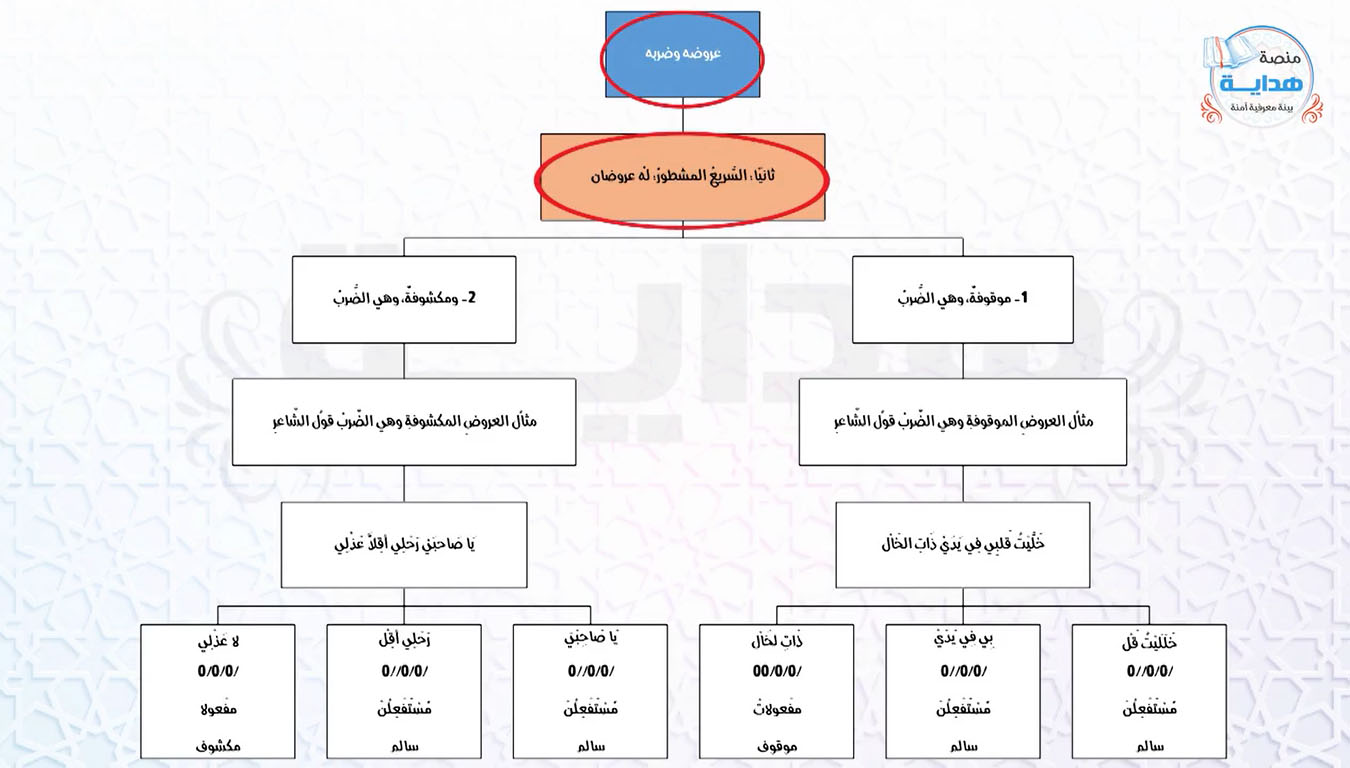 عروضه وضربه
منصة
هدايـة
بيئة معرفية آمنة
ثانيًا: السَّريعُ المشطورُ: لهُ عروضان
1- موقوفةٌ، وهي الضَّربُ
2- ومكشوفةٌ، وهي الضَّربُ
مثال العروض الموقوفة وهي الضّربُ قول الشّاعر
مثال العروض المكشوفة وهي الضّربُ قول الشّاعر
خَلَّيْتُ قَلبِي فِي يَدَيْ ذَاتِ الخَال
يَا صَاحِبَيْ رَحَلِي أَقِلاَّ عَذْلِي
خَلْلَيْتُ قَلْ
/0/0//0
مُسْتَفْعِلُنْ
سالم
بِي فِي يَدَيْ
/0/0//0
مُسْتَفْعِلُنْ
سالم
ذَاتِ لخَال
/0/0/00
مفعولاتْ
موقوف
يَا صَاحِبَيْ
/0/0//0
مُسْتَفْعِلُنْ
سالم
رَحَلِي أَقِلْ
/0/0//0
مُسْتَفْعِلُنْ
سالم
لا عَذْلِي
/0/0/0
مفعولا
مكشوف